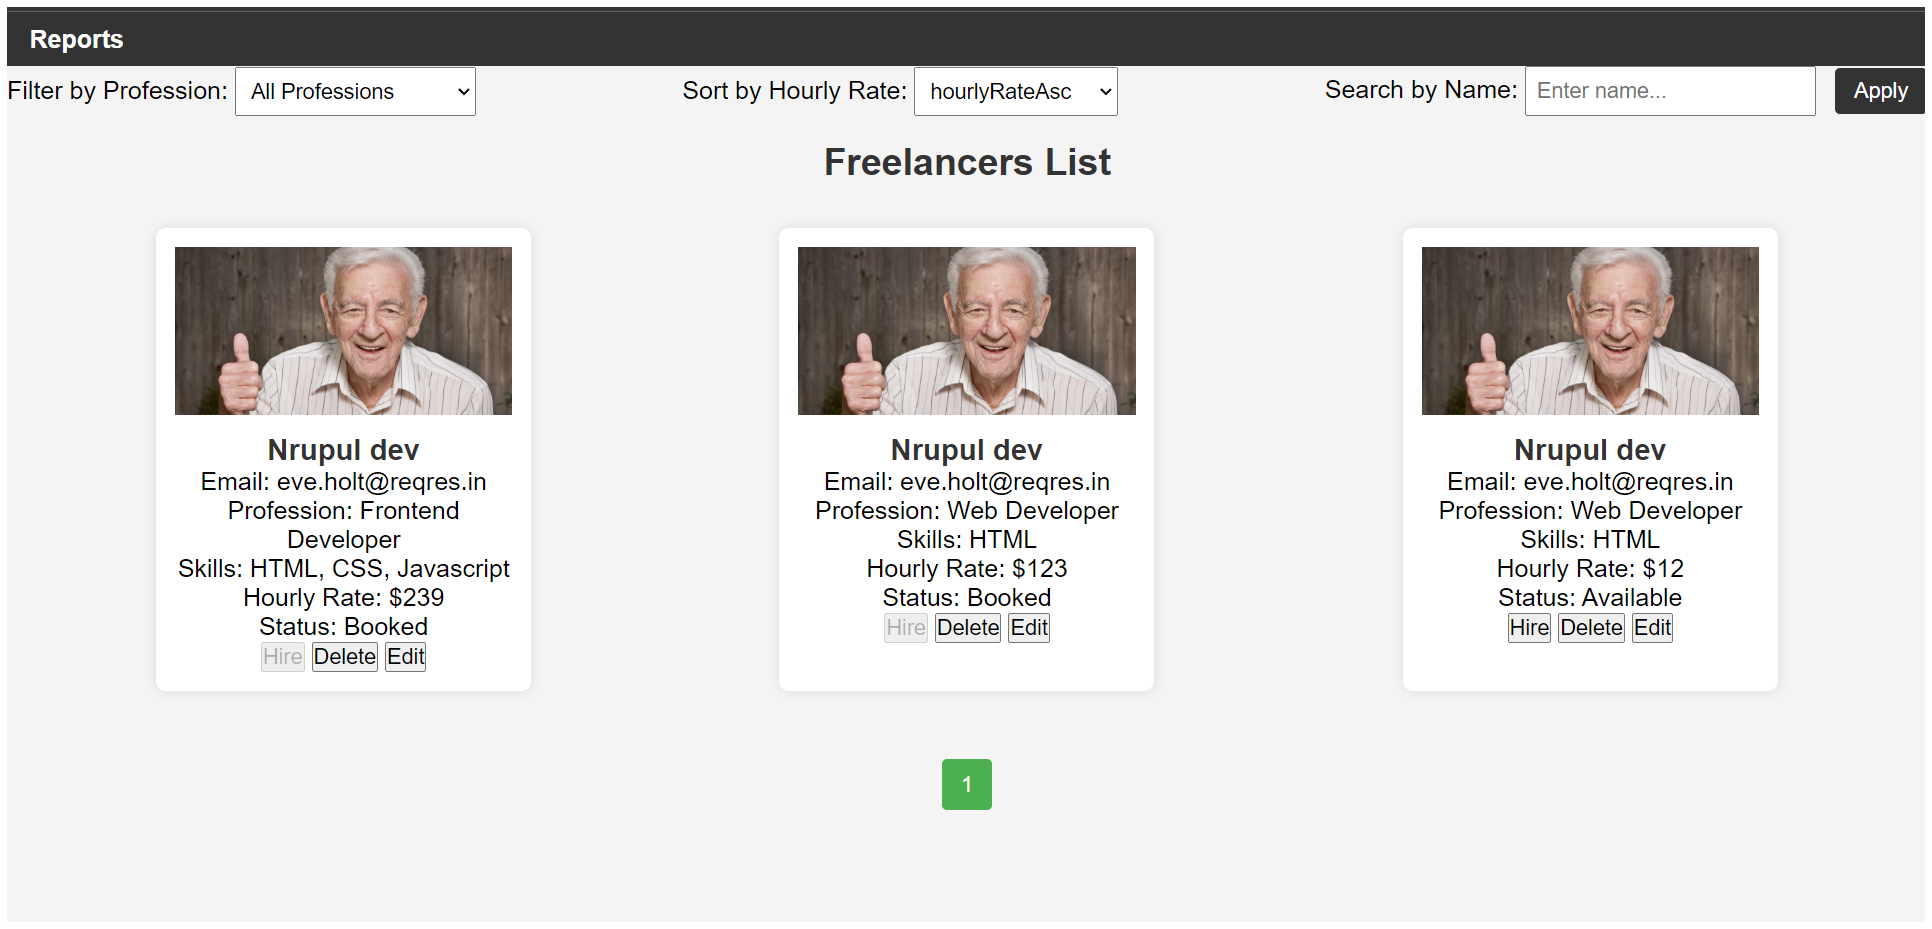 Reports
Filter by Profession: All Professions Sort by Hourly Rate: hourlyRateAsc Search by Name: Enter name... Apply
Freelancers List
Nrupul dev
Email: eve.holt@reqres.in
Profession: Frontend
Developer
Skills: HTML, CSS, Javascript
Hourly Rate: $239
Status: Booked
Hire Delete Edit
Nrupul dev
Email: eve.holt@reqres.in
Profession: Web Developer
Skills: HTML
Hourly Rate: $123
Status: Booked
Hire Delete Edit
Nrupul dev
Email: eve.holt@reqres.in
Profession: Web Developer
Skills: HTML
Hourly Rate: $12
Status: Available
Hire Delete Edit
1